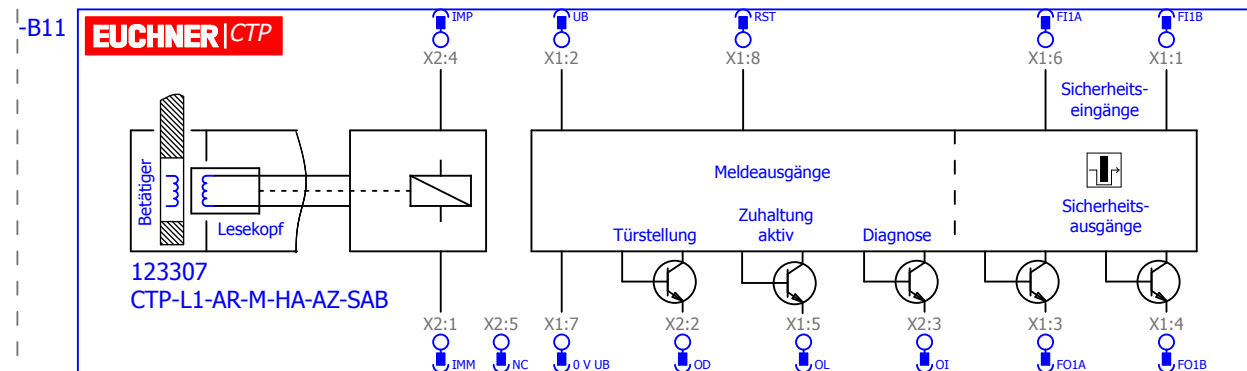 -B11
EUCHNER CTP
IMP
UB
RST
FI1A
FI1B
X2:4
X1:2
X1:8
X1:6
X1:1
Sicherheits-
eingänge
Betätiger
Lesekopf
Meldeausgänge
Türstellung
Zuhaltung
aktiv
Diagnose
Sicherheits-
ausgänge
123307
CTP-L1-AR-M-HA-AZ-SAB
X2:1
X2:5
X1:7
X2:2
X1:5
X2:3
X1:3
X1:4
IMM
NC
0 V UB
OD
OL
OI
FO1A
FO1B